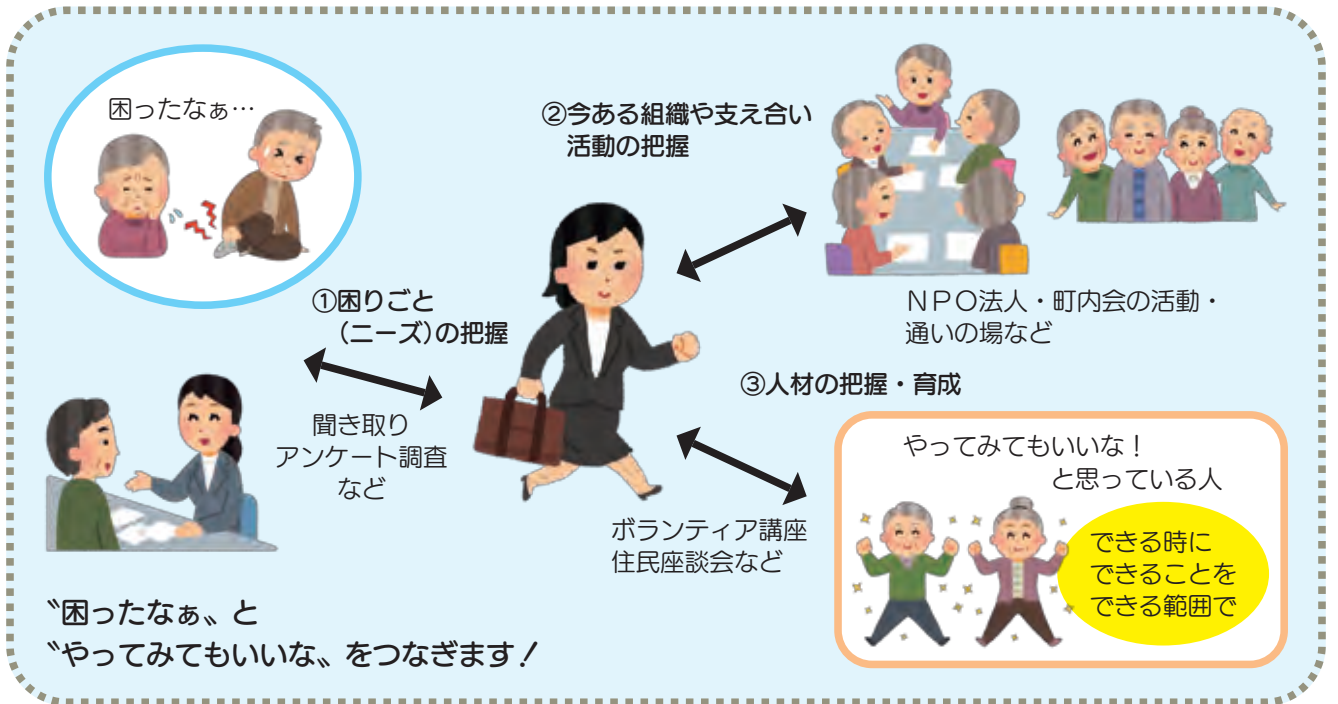 困ったなぁ…
①困りごと
（ニーズ）の把握
聞き取り
アンケート調査
など
②今ある組織や支え合い
活動の把握
ＮＰＯ法人・町内会の活動・
通いの場など
③人材の把握・育成
ボランティア講座
住民座談会など
やってみてもいいな！
と思っている人
できる時に
できることを
できる範囲で
〝困ったなぁ〟と
〝やってみてもいいな〟をつなぎます！